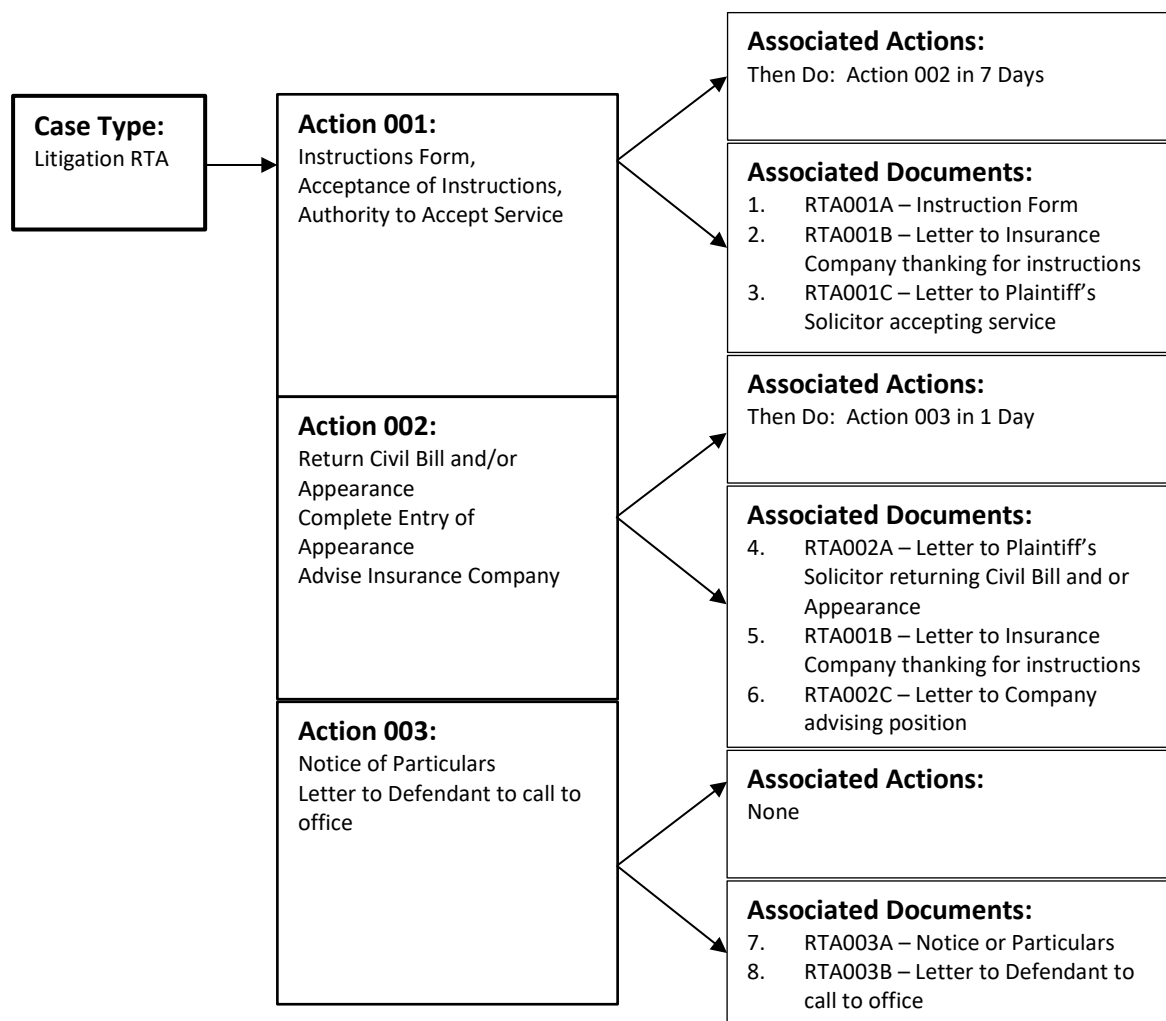 Case Type:
Litigation RTA
Action 001:
Instructions Form,
Acceptance of Instructions,
Authority to Accept Service
Associated Actions:
Then Do:  Action 002 in 7 Days
Associated Documents:
1. RTA001A – Instruction Form
2. RTA001B – Letter to Insurance
Company thanking for instructions
3. RTA001C – Letter to Plaintiff’s
Solicitor accepting service
Action 002:
Return Civil Bill and/or
Appearance
Complete Entry of
Appearance
Advise Insurance Company
Associated Actions:
Then Do:  Action 003 in 1 Day
Associated Documents:
4. RTA002A – Letter to Plaintiff’s
Solicitor returning Civil Bill and or
Appearance
5. RTA001B – Letter to Insurance
Company thanking for instructions
6. RTA002C – Letter to Company
advising position
Action 003:
Notice of Particulars
Letter to Defendant to call to
office
Associated Actions:
None
Associated Documents:
7. RTA003A – Notice or Particulars
8. RTA003B – Letter to Defendant to
call to office